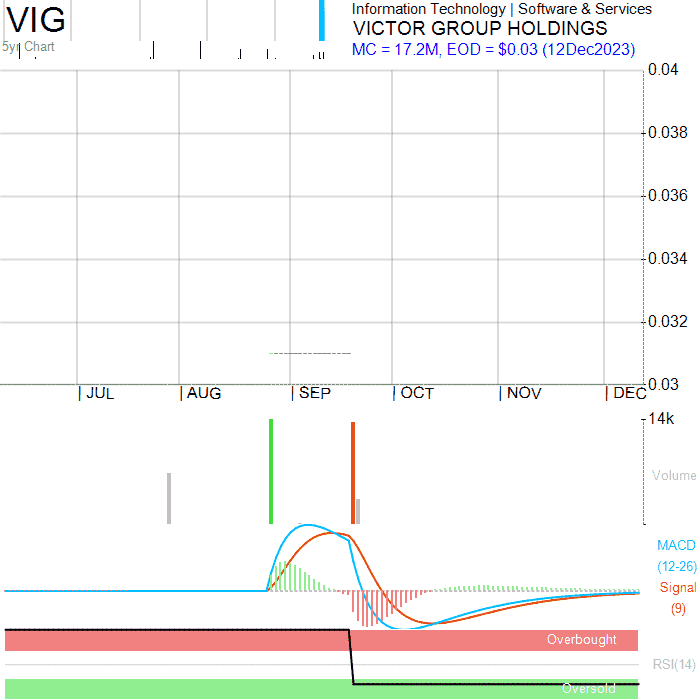 VIG
5yr Chart
Information Technology | Software & Services
VICTOR GROUP HOLDINGS
MC = 17.2M, EOD = $0.03 (12Dec2023)
0.04
0.038
0.036
0.034
0.032
0.03
| JUL | AUG | SEP | OCT | NOV | DEC
14k
Volume
MACD
(12-26)
Signal
(9)
Overbought
RSI(14)
Oversold